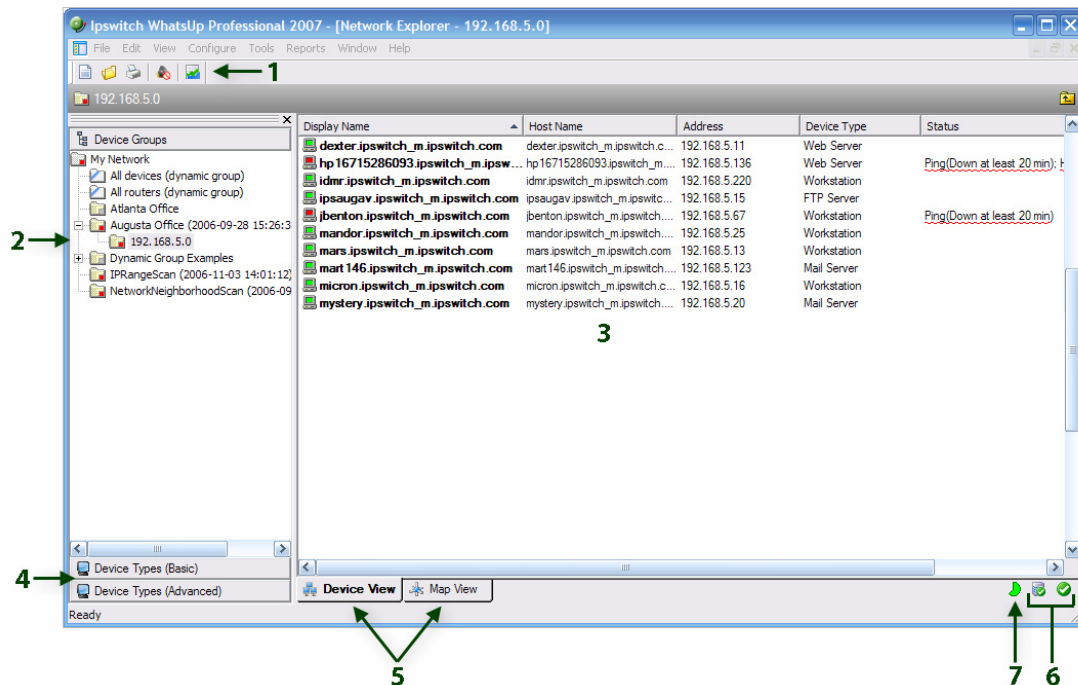 Ipswitch WhatsUp Professional 2007 - [Network Explorer - 192.168.5.0]
File Edit View Configure Tools Reports Window Help
1
192.168.5.0
Device Groups
My Network
All devices (dynamic group)
All routers (dynamic group)
Atlanta Office
Augusta Office (2006-09-28 15:26:3
2
192.168.5.0
Dynamic Group Examples
IPRangeScan (2006-11-03 14:01:12)
NetworkNeighborhoodScan (2006-09
Display Name Host Name Address Device Type Status
dexter.ipswitch_m.ipswitch.com dexter.ipswitch_m.ipswitch.c... 192.168.5.11 Web Server
hp16715286093.ipswitch_m.ipsw... hp16715286093.ipswitch_m.... 192.168.5.136 Web Server Ping(Down at least 20 min); H
idmr.ipswitch_m.ipswitch.com idmr.ipswitch_m.ipswitch.com 192.168.5.220 Workstation
ipsaugav.ipswitch_m.ipswitch.com ipsaugav.ipswitch_m.ipswitc... 192.168.5.15 FTP Server
jbenton.ipswitch_m.ipswitch.com jbenton.ipswitch_m.ipswitch.... 192.168.5.67 Workstation Ping(Down at least 20 min)
mandor.ipswitch_m.ipswitch.com mandor.ipswitch_m.ipswitch.... 192.168.5.25 Workstation
mars.ipswitch_m.ipswitch.com mars.ipswitch_m.ipswitch.com 192.168.5.13 Workstation
mart146.ipswitch_m.ipswitch.com mart146.ipswitch_m.ipswitch.... 192.168.5.123 Mail Server
micron.ipswitch_m.ipswitch.com micron.ipswitch_m.ipswitch.c... 192.168.5.16 Workstation
mystery.ipswitch_m.ipswitch.com mystery.ipswitch_m.ipswitch.... 192.168.5.20 Mail Server
3
Device Types (Basic)
4
Device Types (Advanced)
Device View Map View
Ready
5 7 6